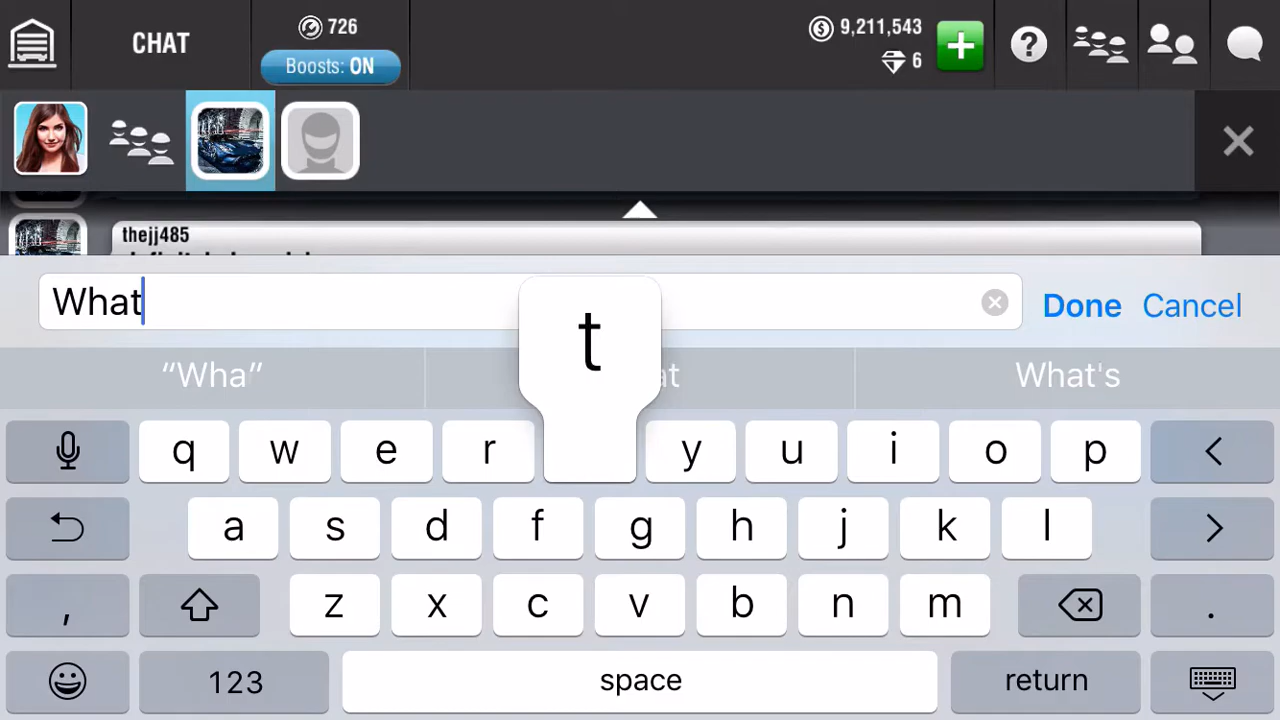 CHAT
726
Boosts: ON
9,211,543
6
thejj485
What
Done Cancel
"Wha"
What's
t
q w e r y u i o p
a s d f g h j k l
, z x c v b n m .
123 space return